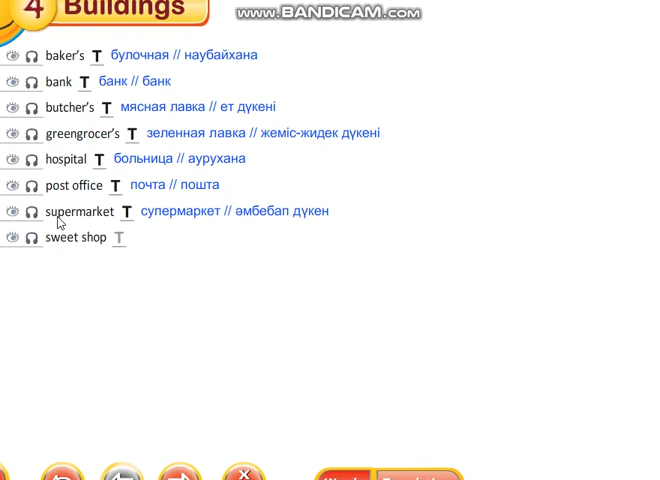 www.BANDICAM.com
4 Buildings
baker's T булочная // наубайхана
bank T банк // банк
butcher's T мясная лавка // ет дүкені
greengrocer's T зеленная лавка // жеміс-жидек дүкені
hospital T больница // аурухана
post office T почта // пошта
supermarket T супермаркет // әмбебап дүкен
sweet shop T
X